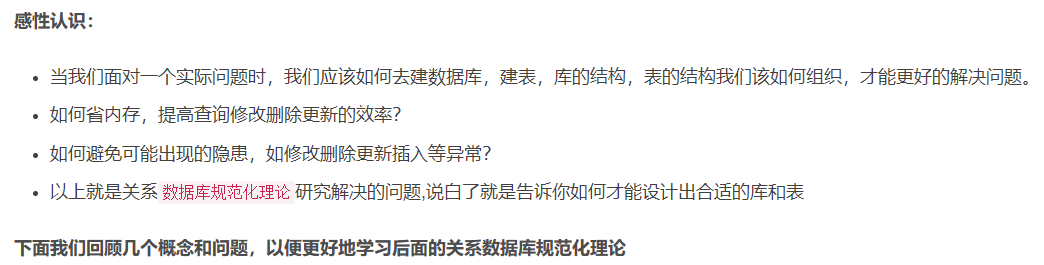 感性认识：
当我们面对一个实际问题时，我们应该如何去建数据库，建表，库的结构，表的结构我们该如何组织，才能更好的解决问题。
如何省内存，提高查询修改删除更新的效率？
如何避免可能出现的隐患，如修改删除更新插入等异常？
以上就是关系 数据库规范化理论 研究解决的问题,说白了就是告诉你如何才能设计出合适的库和表
下面我们回顾几个概念和问题，以便更好地学习后面的关系数据库规范化理论